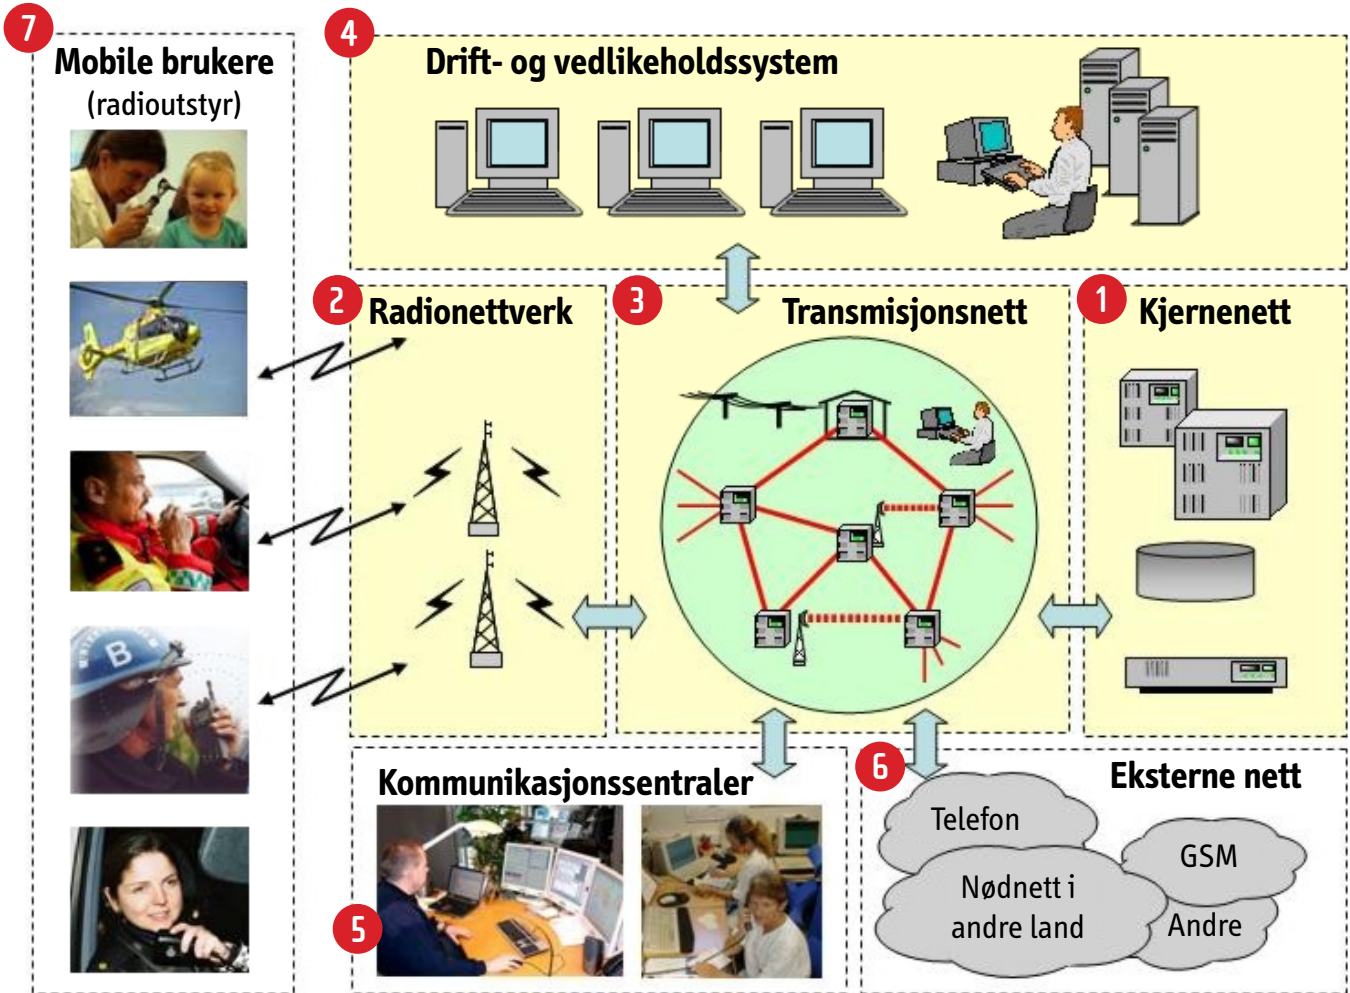 7
Mobile brukere
(radioutstyr)
4
Drift- og vedlikeholdssystem
2
Radionettverk
3
Transmisjonsnett
1
Kjernenett
B
Kommunikasjonssentraler
5
6
Eksterne nett
Telefon
GSM
Nødnett i
andre land
Andre